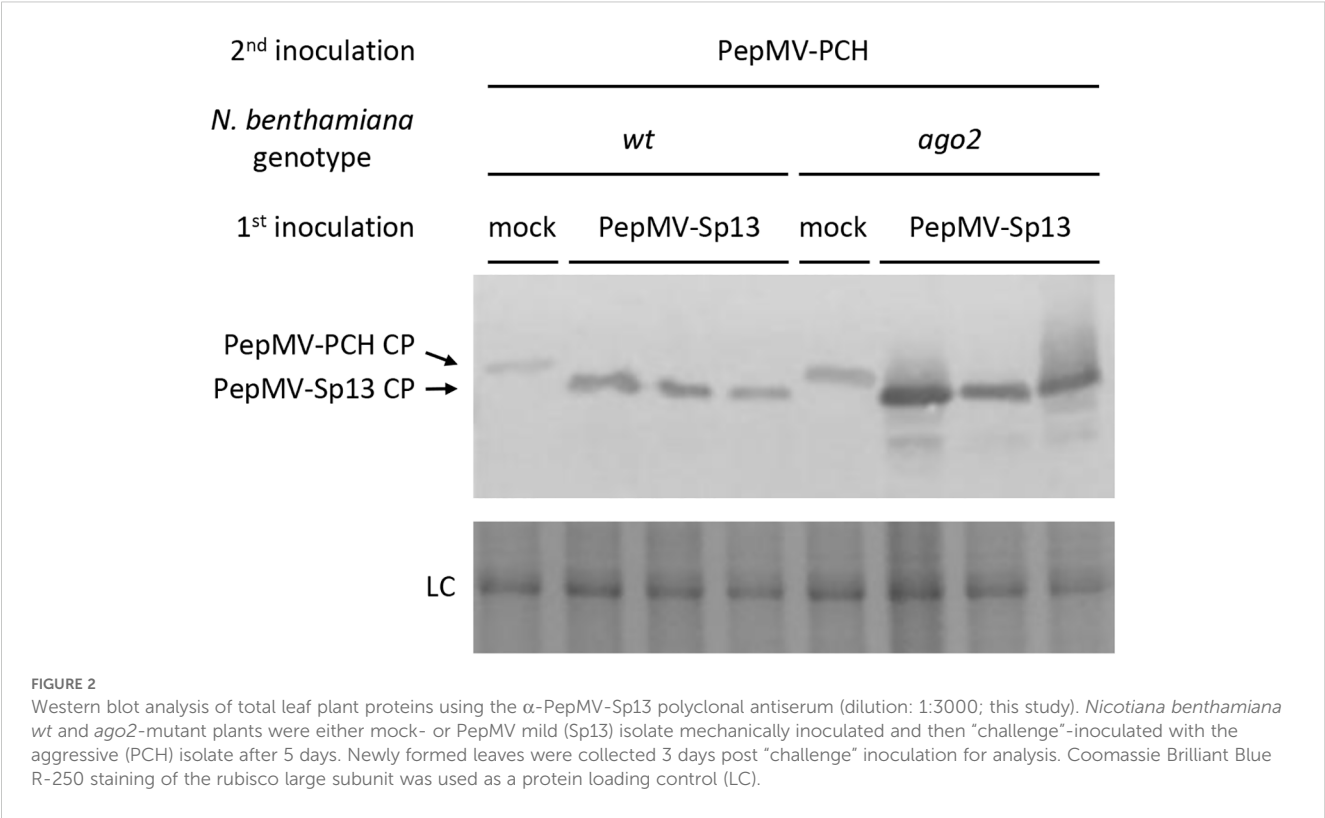 2nd inoculation
PepMV-PCH
N. benthamiana
genotype
wt
ago2
1st inoculation
mock
PepMV-Sp13
mock
PepMV-Sp13
PepMV-PCH CP
PepMV-Sp13 CP
LC
FIGURE 2
Western blot analysis of total leaf plant proteins using the α-PepMV-Sp13 polyclonal antiserum (dilution: 1:3000; this study). Nicotiana benthamiana
wt and ago2-mutant plants were either mock- or PepMV mild (Sp13) isolate mechanically inoculated and then “challenge”-inoculated with the
aggressive (PCH) isolate after 5 days. Newly formed leaves were collected 3 days post “challenge” inoculation for analysis. Coomassie Brilliant Blue
R-250 staining of the rubisco large subunit was used as a protein loading control (LC).